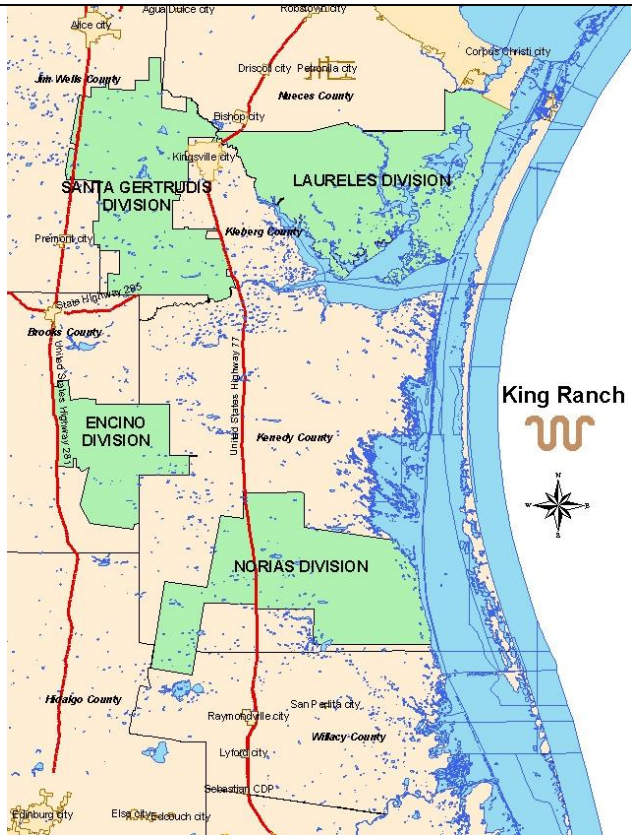 Agua Dulce city
Robstown city
Alice city
Corpus Christi city
Driscoll city
Petronila city
Jim Wells County
Nueces County
Bishop city
Kingsville city
SANTA GERTRUDIS
DIVISION
LAURELES DIVISION
Kleberg County
Premont city
State Highway 285
Brooks County
United States Highway 281
United States Highway 77
King Ranch
ENCINO
DIVISION
Kenedy County
N
W
E
S
NORIAS DIVISION
Hidalgo County
San Perlita city
Raymondville city
Willacy County
Lyford city
Sebastian CDP
Edinburg city
Elsa city
Edcouch city